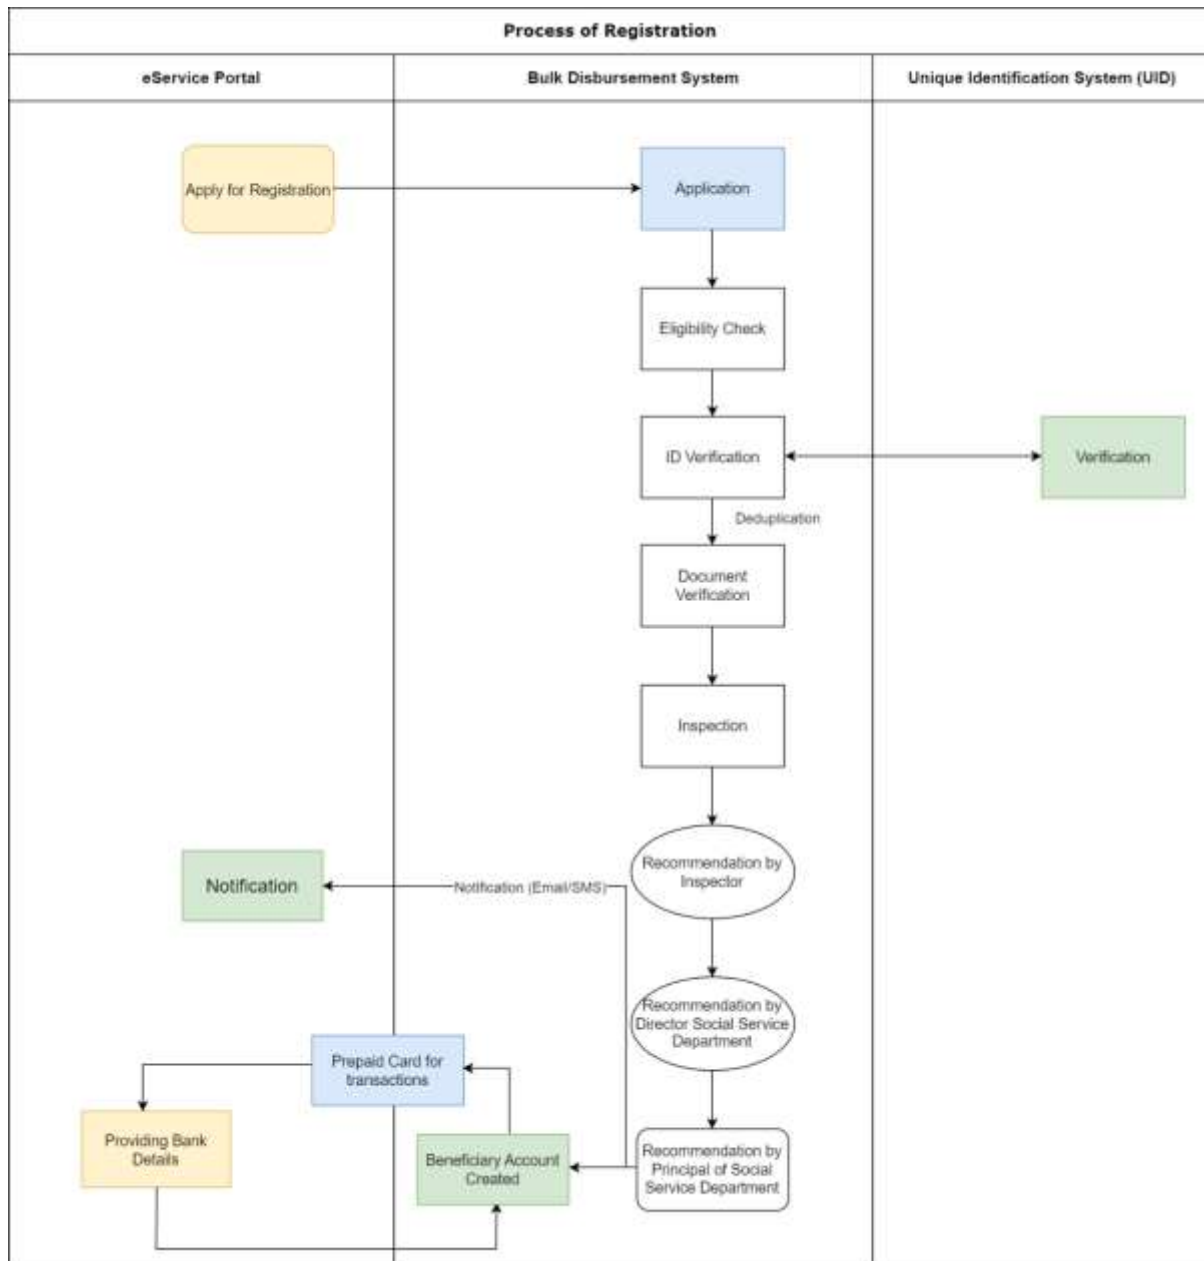 Process of Registration
eService Portal
Bulk Disbursement System
Unique Identification System (UID)
Apply for Registration
Application
Eligibility Check
ID Verification
Verification
Deduplication
Document
Verification
Inspection
Recommendation by
Inspector
Notification
Notification (Email/SMS)
Recommendation by
Director Social Service
Department
Prepaid Card for
transactions
Providing Bank
Details
Beneficiary Account
Created
Recommendation by
Principal of Social
Service Department